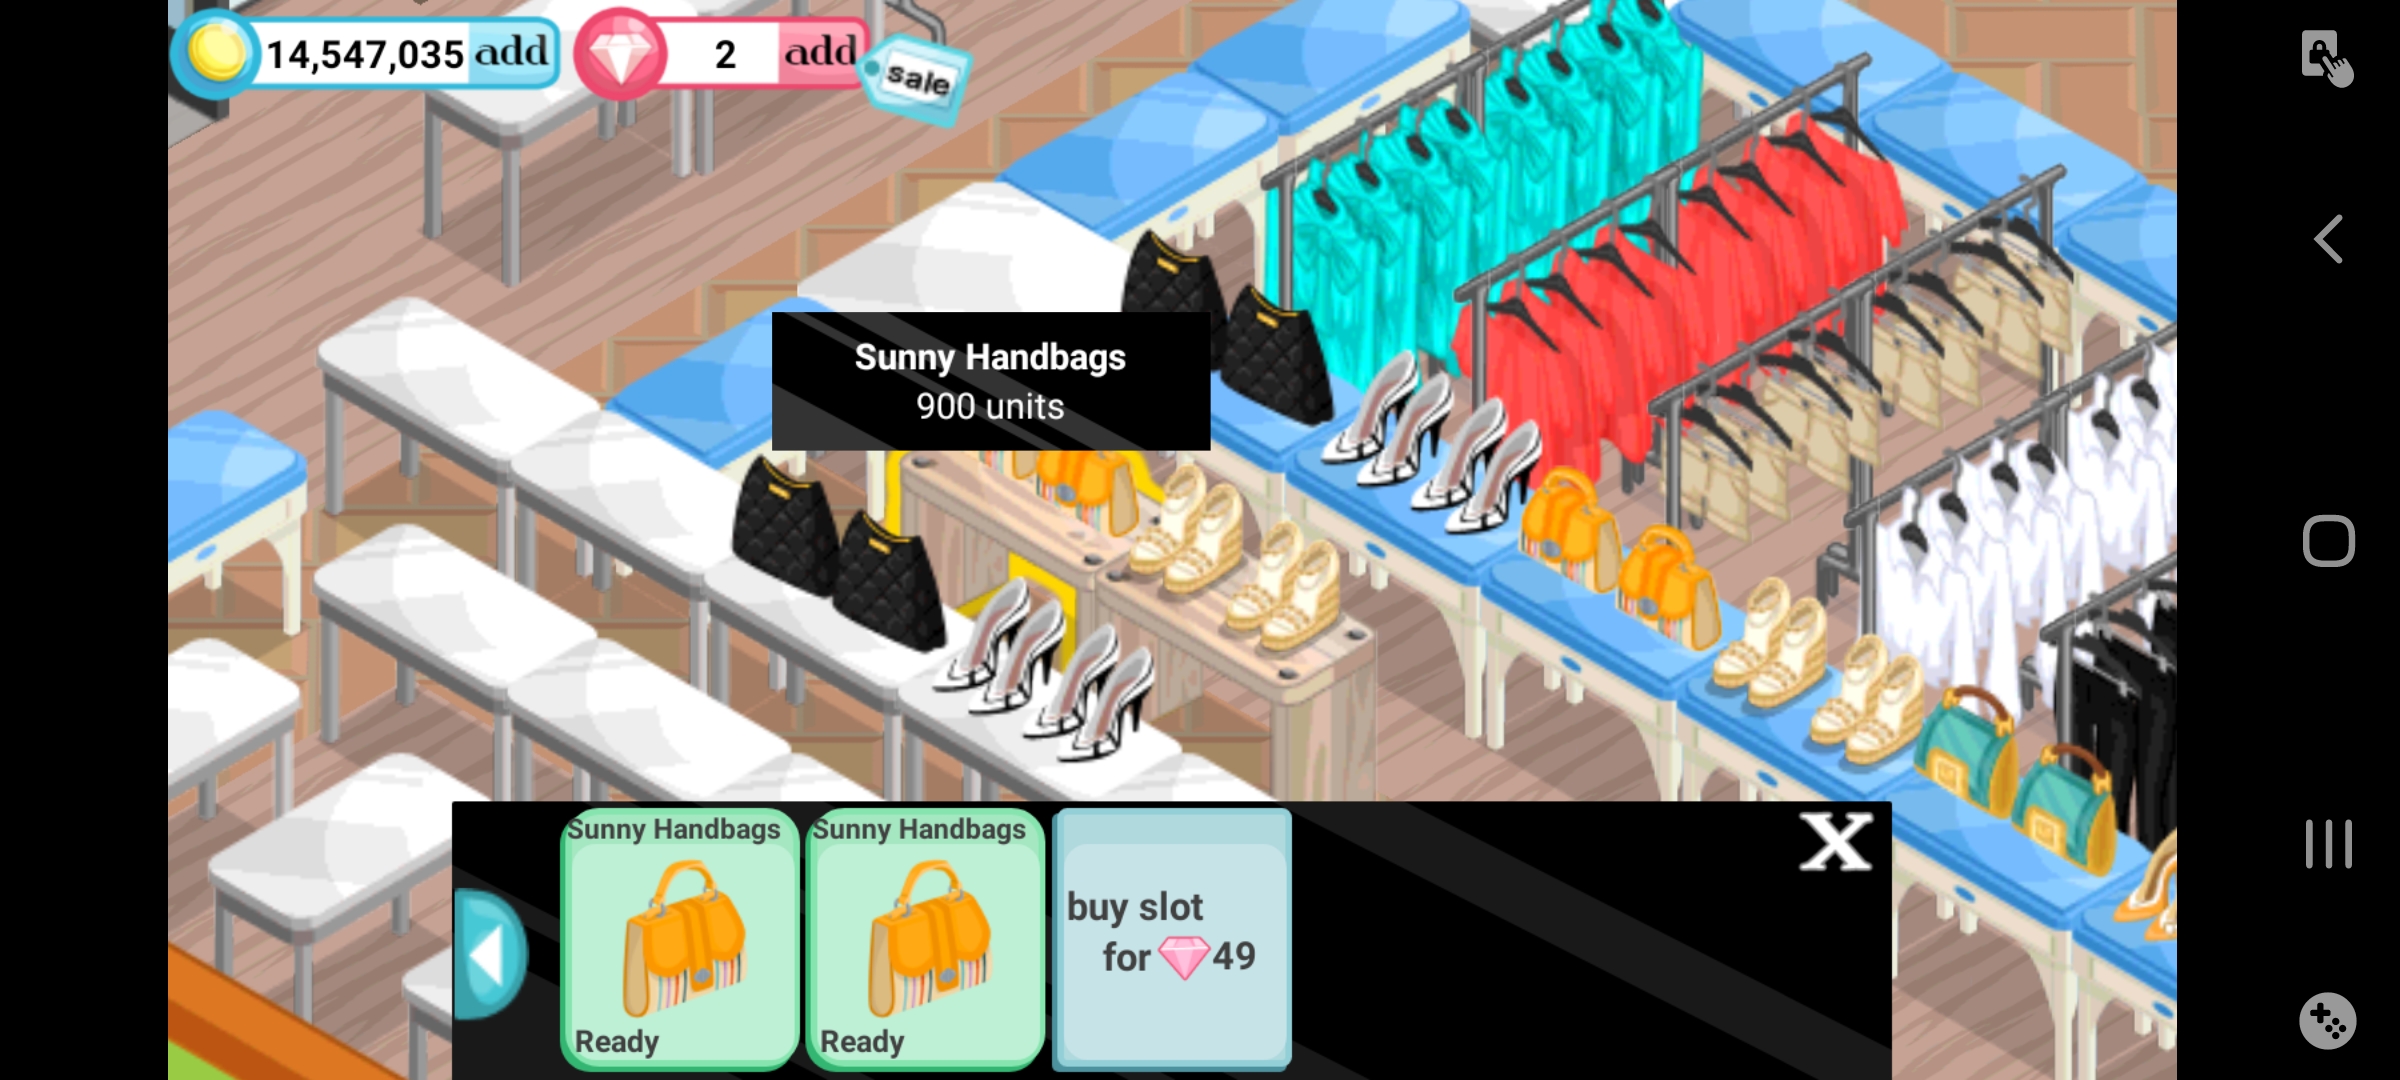 14,547,035 add
2 add
sale
Sunny Handbags
900 units
Sunny Handbags
Ready
Sunny Handbags
Ready
buy slot
for 49
X